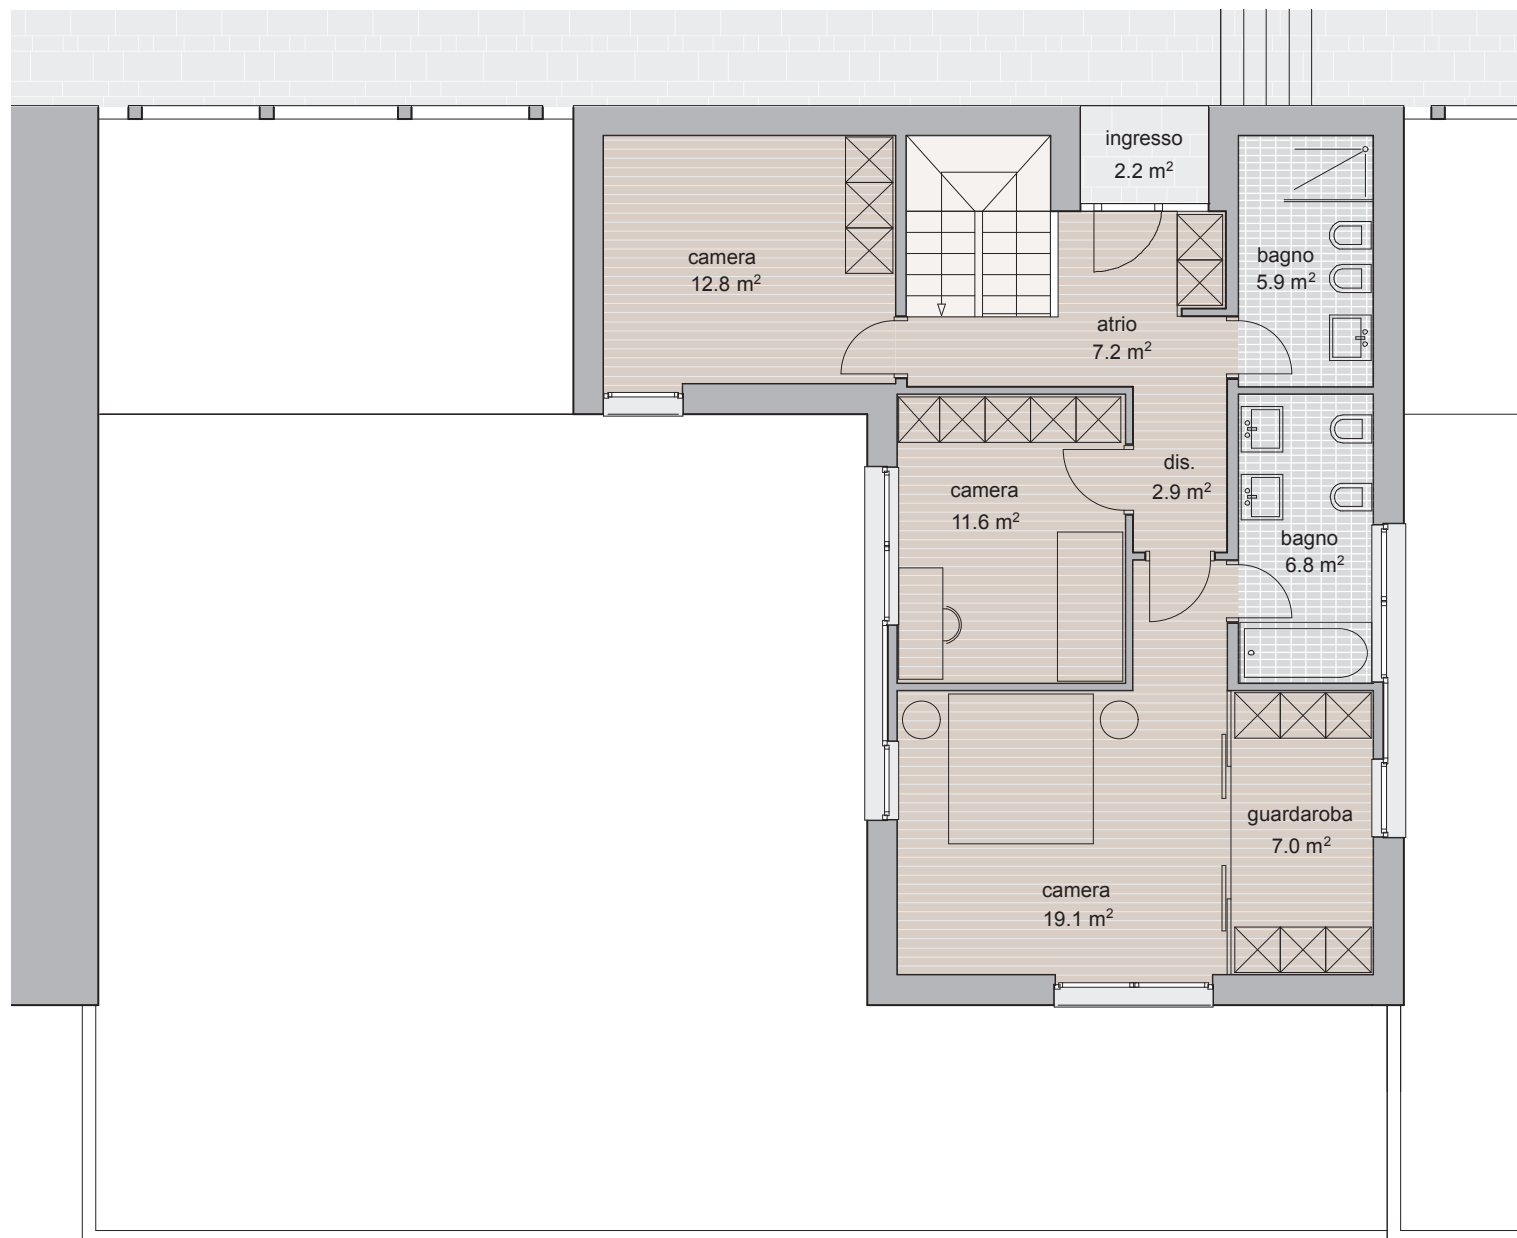 ingresso
2.2 m²
camera
12.8 m²
bagno
5.9 m²
atrio
7.2 m²
dis.
2.9 m²
camera
11.6 m²
bagno
6.8 m²
guardaroba
7.0 m²
camera
19.1 m²